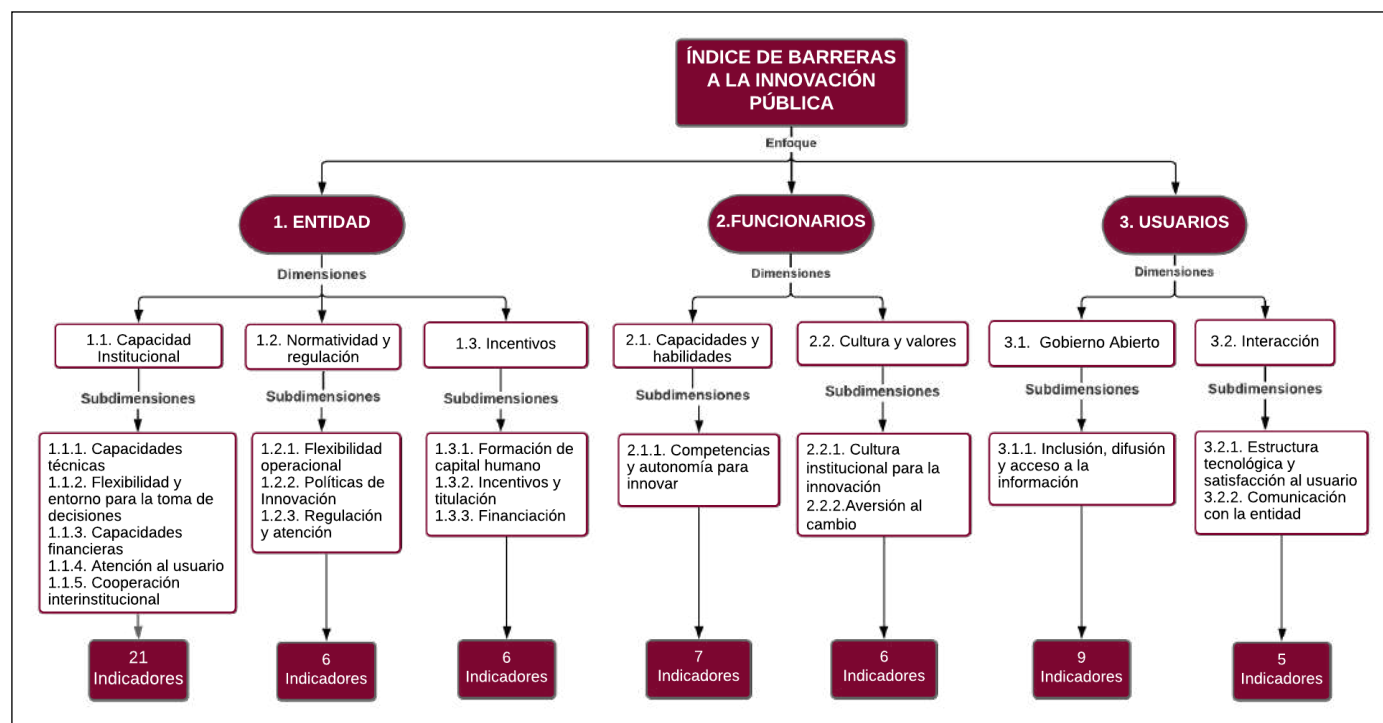 ÍNDICE DE BARRERAS
A LA INNOVACIÓN
PÚBLICA
Enfoque
1. ENTIDAD
2.FUNCIONARIOS
3. USUARIOS
Dimensiones
Dimensiones
Dimensiones
1.1. Capacidad
Institucional
1.2. Normatividad y
regulación
1.3. Incentivos
2.1. Capacidades y
habilidades
2.2. Cultura y valores
3.1. Gobierno Abierto
3.2. Interacción
Subdimensiones
Subdimensiones
Subdimensiones
Subdimensiones
Subdimensiones
Subdimensiones
Subdimensiones
1.1.1. Capacidades
técnicas
1.1.2. Flexibilidad y
entorno para la toma de
decisiones
1.1.3. Capacidades
financieras
1.1.4. Atención al usuario
1.1.5. Cooperación
interinstitucional
1.2.1. Flexibilidad
operacional
1.2.2. Políticas de
Innovación
1.2.3. Regulación
y atención
1.3.1. Formación de
capital humano
1.3.2. Incentivos y
titulación
1.3.3. Financiación
2.1.1. Competencias
y autonomía para
innovar
2.2.1. Cultura
institucional para la
innovación
2.2.2.Aversión al
cambio
3.1.1. Inclusión, difusión
y acceso a la
información
3.2.1. Estructura
tecnológica y
satisfacción al usuario
3.2.2. Comunicación
con la entidad
21
Indicadores
6
Indicadores
6
Indicadores
7
Indicadores
6
Indicadores
9
Indicadores
5
Indicadores